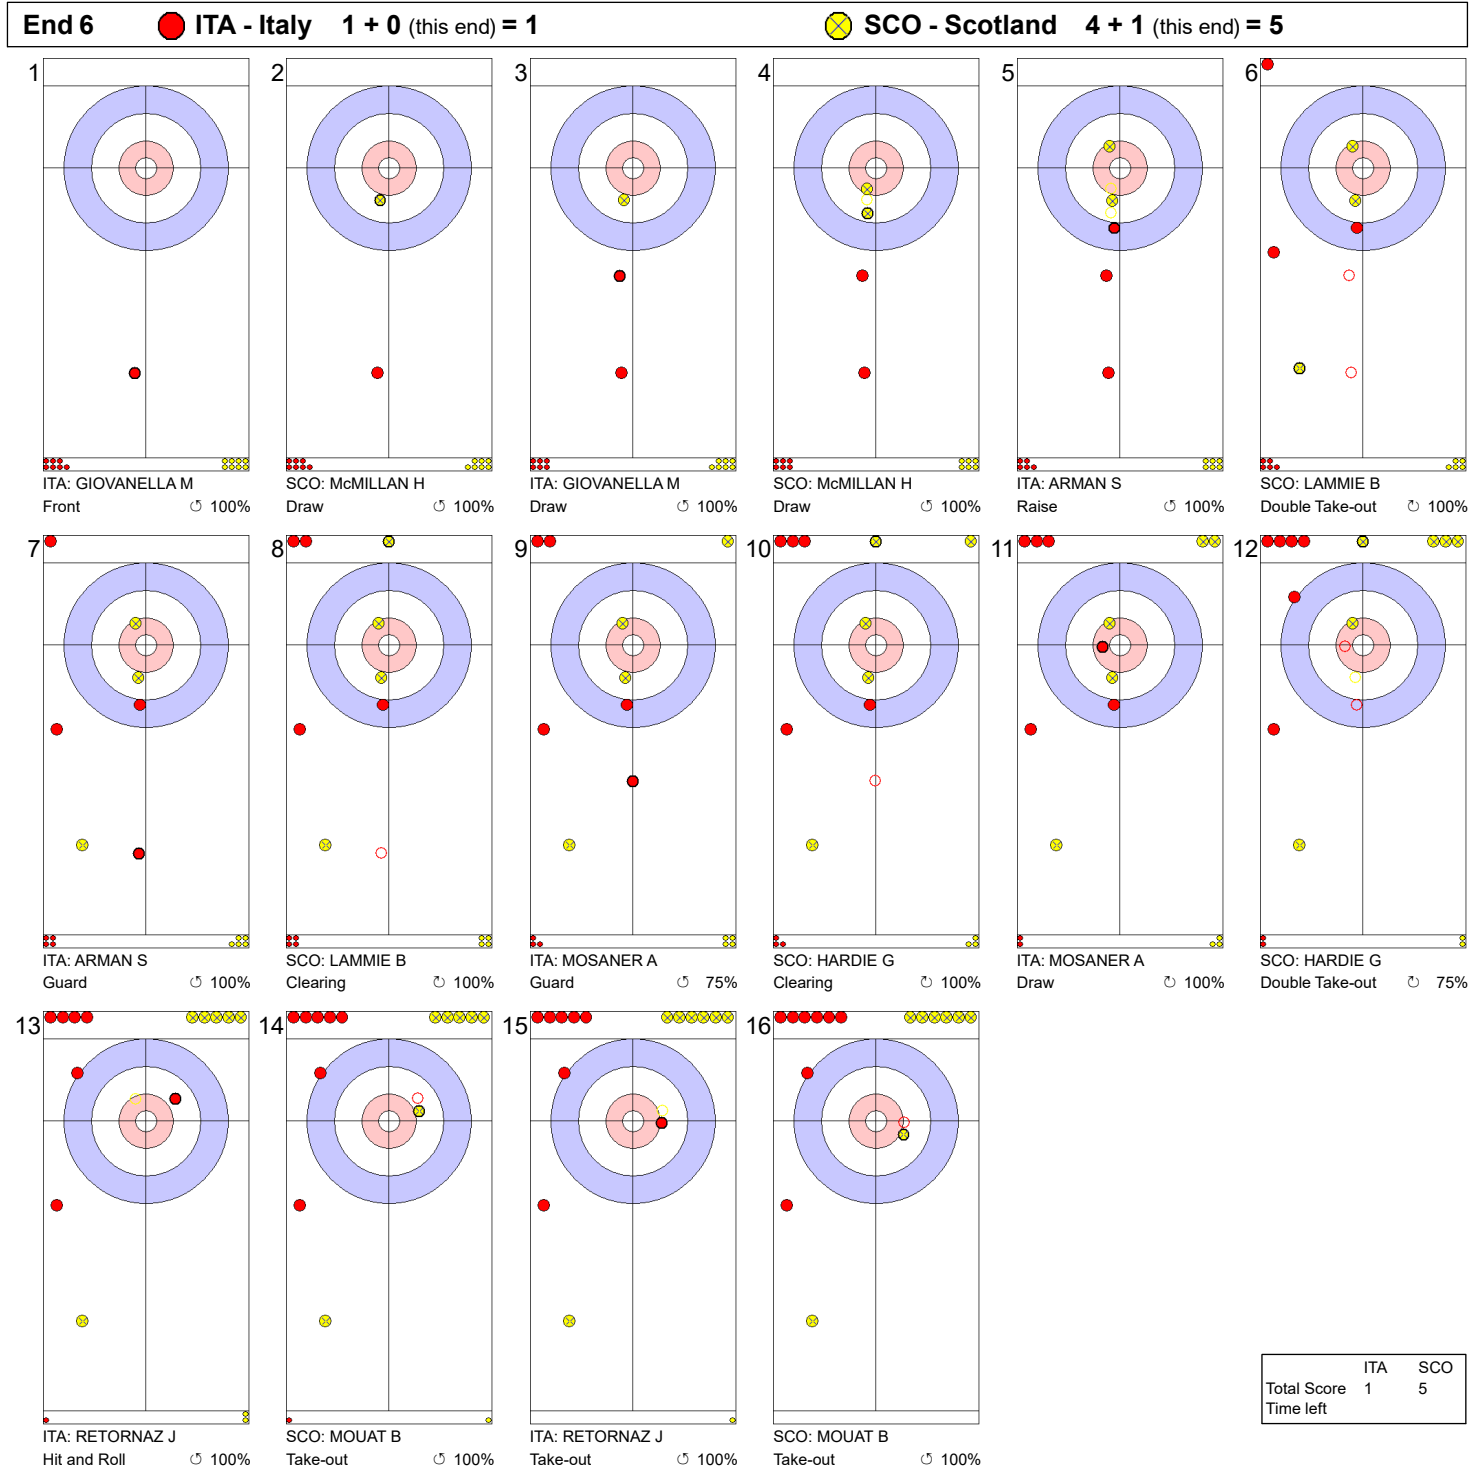 End 6 ITA - Italy 1 + 0 (this end) = 1 SCO - Scotland 4 + 1 (this end) = 5
1
ITA: GIOVANELLA M
Front ↺ 100%
2
SCO: McMILLAN H
Draw ↺ 100%
3
ITA: GIOVANELLA M
Draw ↺ 100%
4
SCO: McMILLAN H
Draw ↺ 100%
5
ITA: ARMAN S
Raise ↺ 100%
6
SCO: LAMMIE B
Double Take-out ↻ 100%
7
ITA: ARMAN S
Guard ↺ 100%
8
SCO: LAMMIE B
Clearing ↻ 100%
9
ITA: MOSANER A
Guard ↺ 75%
10
SCO: HARDIE G
Clearing ↻ 100%
11
ITA: MOSANER A
Draw ↺ 100%
12
SCO: HARDIE G
Double Take-out ↻ 75%
13
ITA: RETORNAZ J
Hit and Roll ↺ 100%
14
SCO: MOUAT B
Take-out ↺ 100%
15
ITA: RETORNAZ J
Take-out ↺ 100%
16
SCO: MOUAT B
Take-out ↺ 100%
ITA SCO
Total Score 1 5
Time left